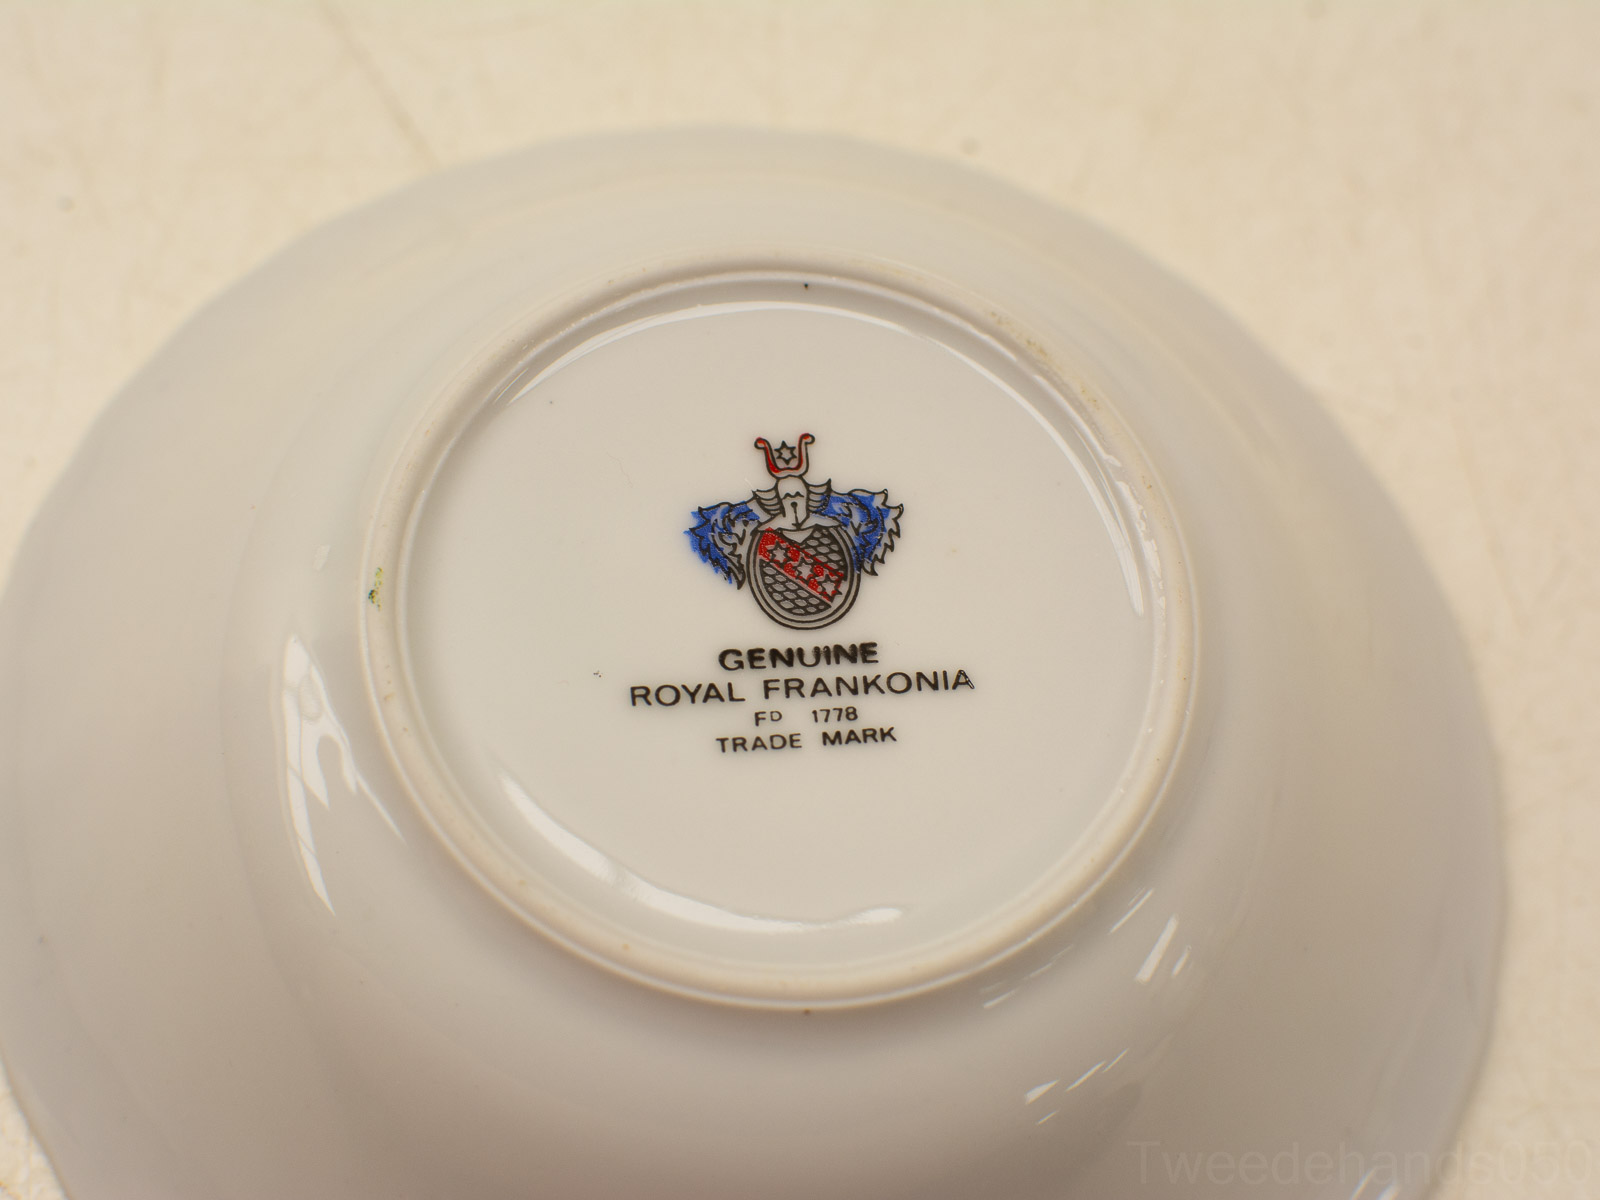 GENUINE
ROYAL FRANKONIA
FD 1778
TRADE MARK
Tweedehands050